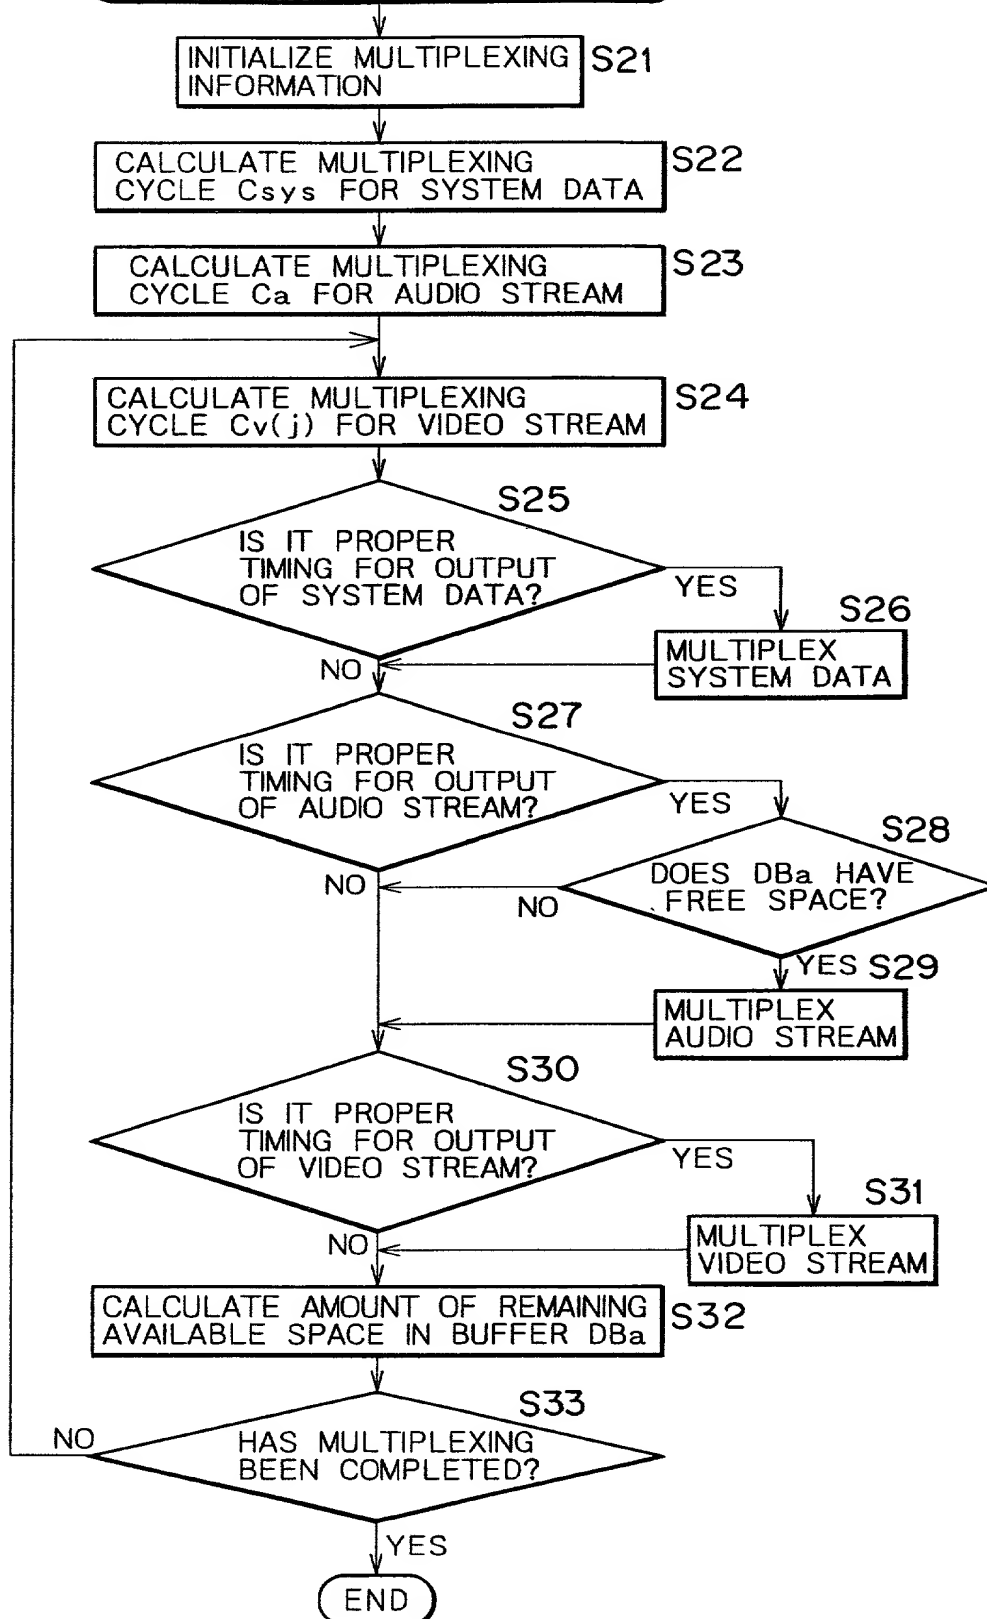 INITIALIZE MULTIPLEXING
INFORMATION
S21
CALCULATE MULTIPLEXING
CYCLE Csys FOR SYSTEM DATA
S22
CALCULATE MULTIPLEXING
CYCLE Ca FOR AUDIO STREAM
S23
CALCULATE MULTIPLEXING
CYCLE Cv(j) FOR VIDEO STREAM
S24
S25
IS IT PROPER
TIMING FOR OUTPUT
OF SYSTEM DATA?
YES
S26
MULTIPLEX
SYSTEM DATA
NO
S27
IS IT PROPER
TIMING FOR OUTPUT
OF AUDIO STREAM?
YES
S28
DOES DBa HAVE
FREE SPACE?
NO
NO
YES
S29
MULTIPLEX
AUDIO STREAM
S30
IS IT PROPER
TIMING FOR OUTPUT
OF VIDEO STREAM?
YES
S31
MULTIPLEX
VIDEO STREAM
NO
CALCULATE AMOUNT OF REMAINING
AVAILABLE SPACE IN BUFFER DBa
S32
S33
HAS MULTIPLEXING
BEEN COMPLETED?
NO
YES
END